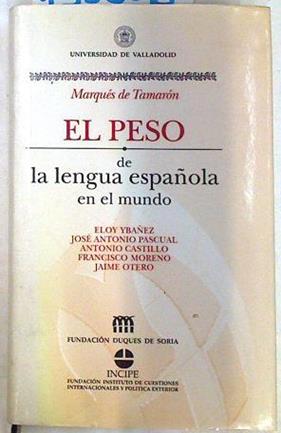 UNIVERSIDAD DE VALLADOLID
Marqués de Tamarón
EL PESO
de
la lengua española
en el mundo
ELOY YBAÑEZ
JOSÉ ANTONIO PASCUAL
ANTONIO CASTILLO
FRANCISCO MORENO
JAIME OTERO
FUNDACIÓN DUQUES DE SORIA
INCIPE
FUNDACIÓN INSTITUTO DE CUESTIONES
INTERNACIONALES Y POLITICA EXTERIOR